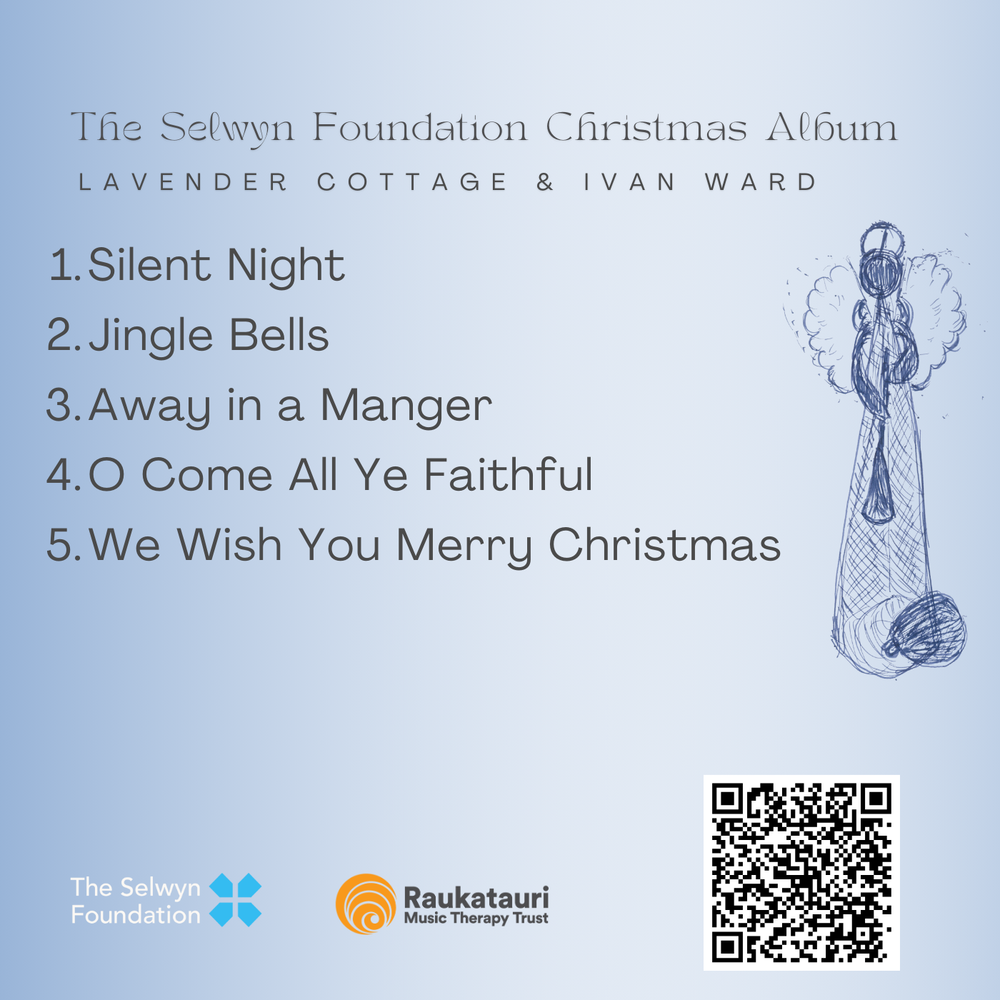 The Selwyn Foundation Christmas Album
LAVENDER COTTAGE & IVAN WARD
1. Silent Night
2. Jingle Bells
3. Away in a Manger
4. O Come All Ye Faithful
5. We Wish You Merry Christmas
The Selwyn
Foundation
Raukatauri
Music Therapy Trust